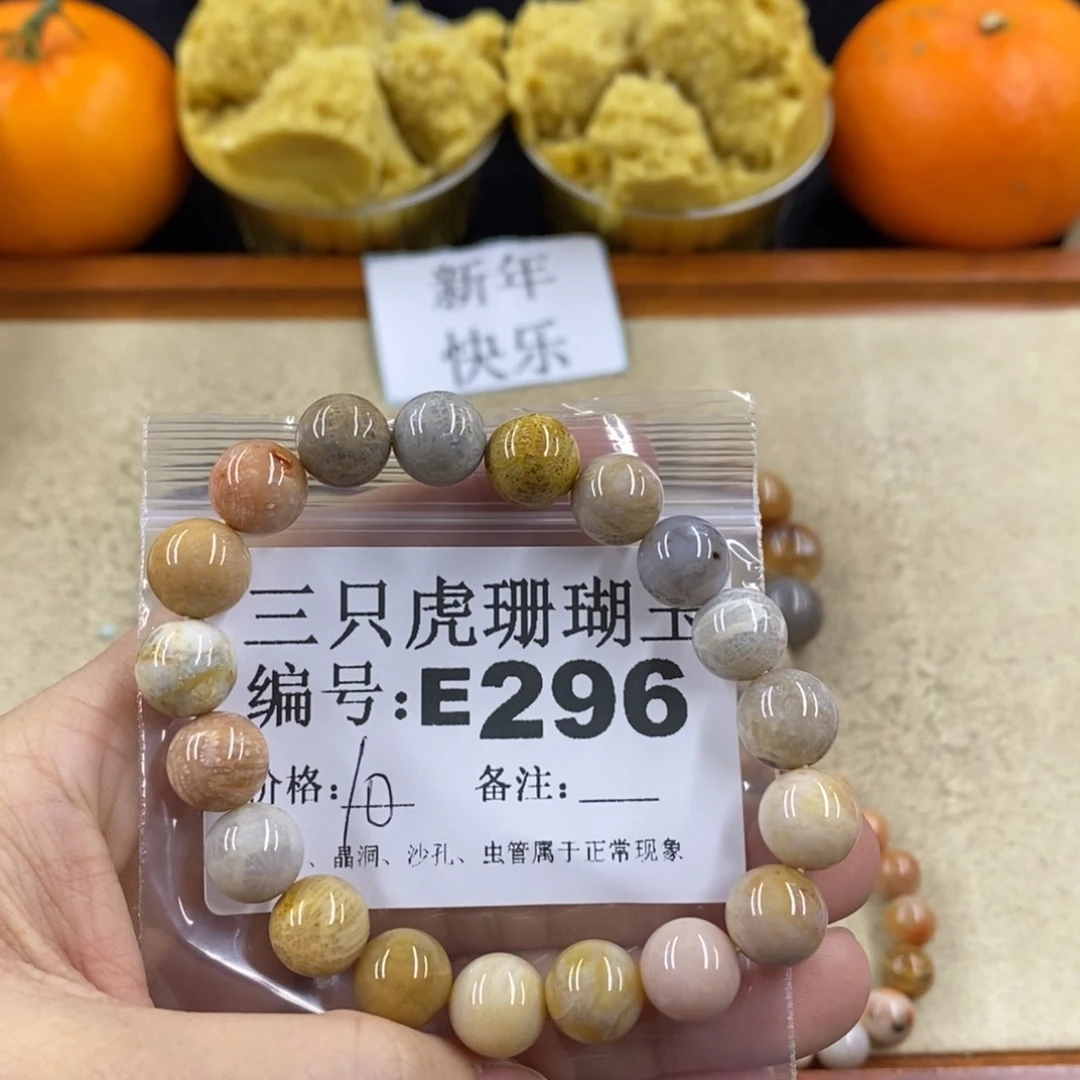 新年
快乐
三只虎珊瑚玉
编号:E296
价格:10 备注:
、晶洞、沙孔、虫管属于正常现象